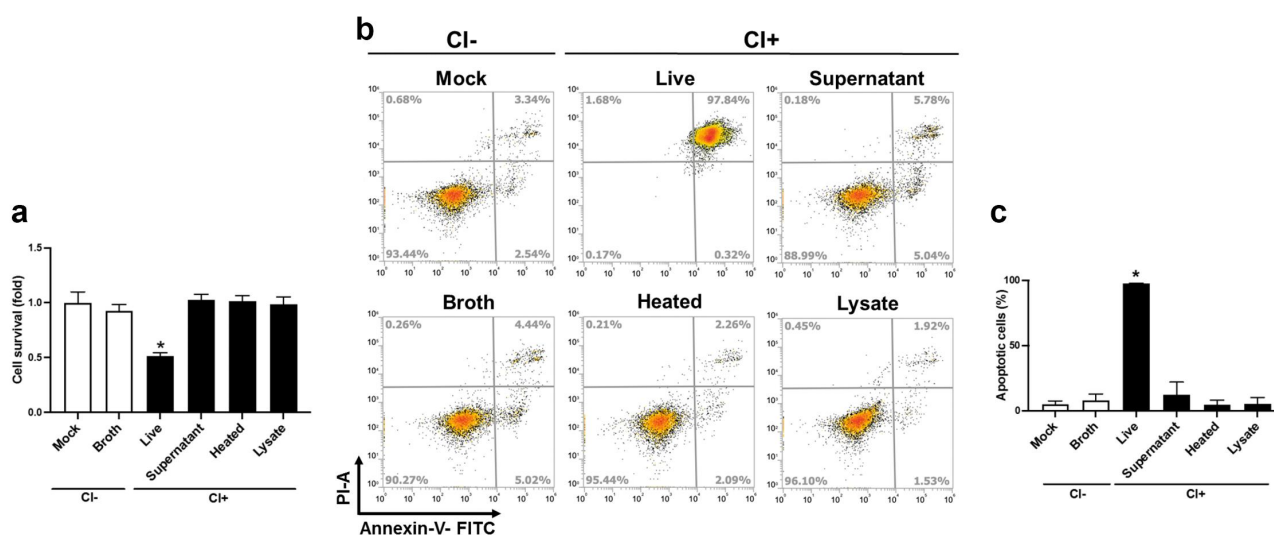 a
Cell survival (fold)
1.5
1.0
0.5
0.0
*
Mock
Broth
Live
Supernatant
Heated
Lysate
CI-
CI+
b
CI-
CI+
Mock
Live
Supernatant
0.68%
3.34%
93.44%
2.54%
1.68%
97.84%
0.17%
0.32%
0.18%
5.78%
88.99%
5.04%
Broth
Heated
Lysate
0.26%
4.44%
90.27%
5.02%
0.21%
2.26%
95.44%
2.09%
0.45%
1.92%
96.10%
1.53%
PI-A
Annexin-V- FITC
c
Apoptotic cells (%)
100
50
0
*
Mock
Broth
Live
Supernatant
Heated
Lysate
CI-
CI+